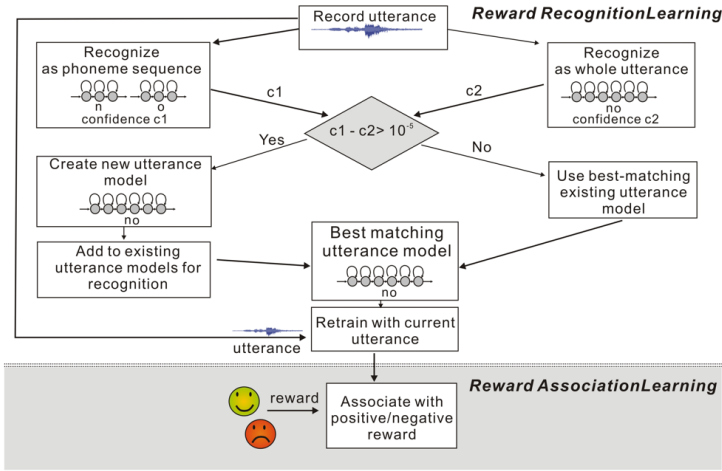 Record utterance
Reward RecognitionLearning
Recognize
as phoneme sequence
n o
confidence c1
Recognize
as whole utterance
no
confidence c2
c1
c2
c1 - c2> 10-5
Yes
No
Create new utterance
model
no
Use best-matching
existing utterance
model
Add to existing
utterance models for
recognition
Best matching
utterance model
no
utterance
Retrain with current
utterance
Reward AssociationLearning
reward
Associate with
positive/negative
reward